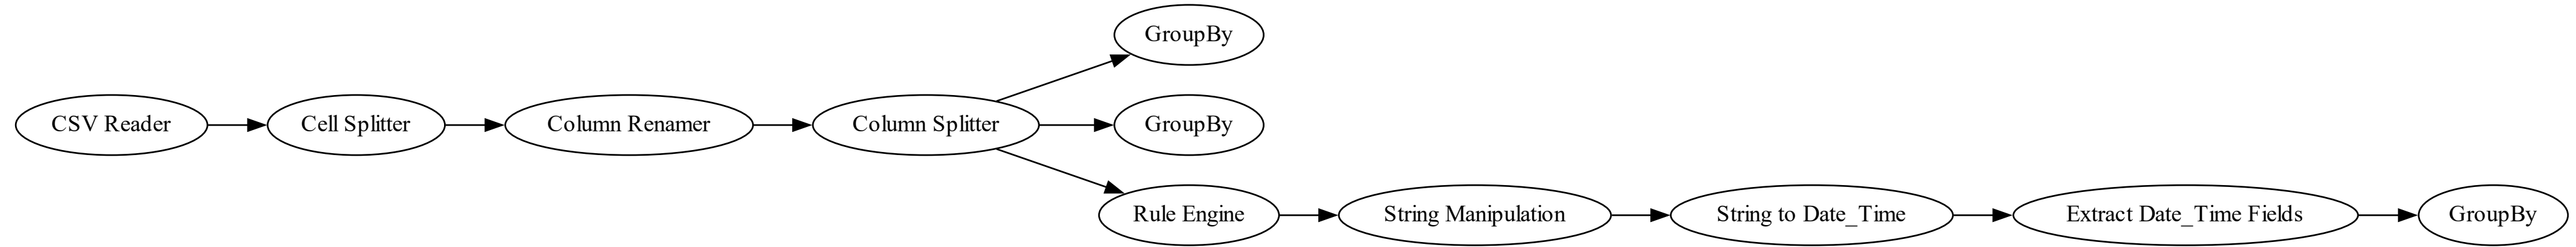 GroupBy
CSV Reader
Cell Splitter
Column Renamer
Column Splitter
GroupBy
Rule Engine
String Manipulation
String to Date_Time
Extract Date_Time Fields
GroupBy